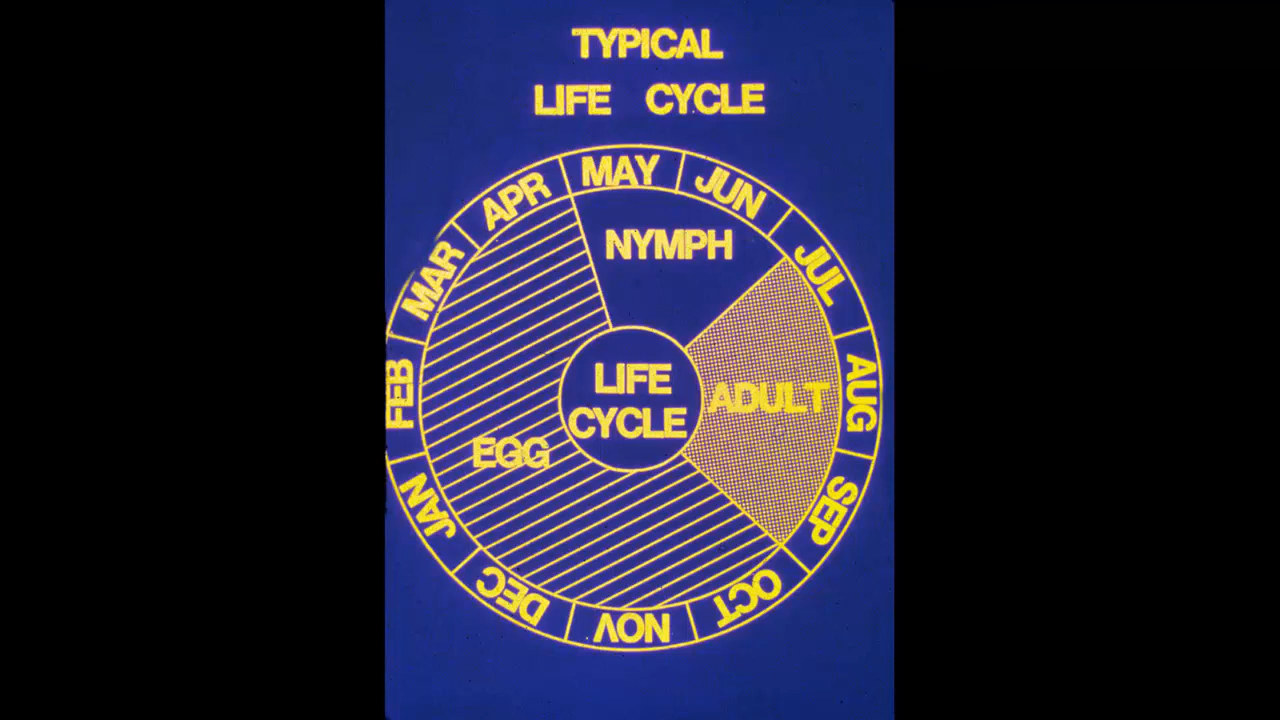 TYPICAL
LIFE CYCLE
MAY
JUN
JUL
AUG
SEP
OCT
NOV
DEC
JAN
FEB
MAR
APR
NYMPH
ADULT
EGG
LIFE
CYCLE